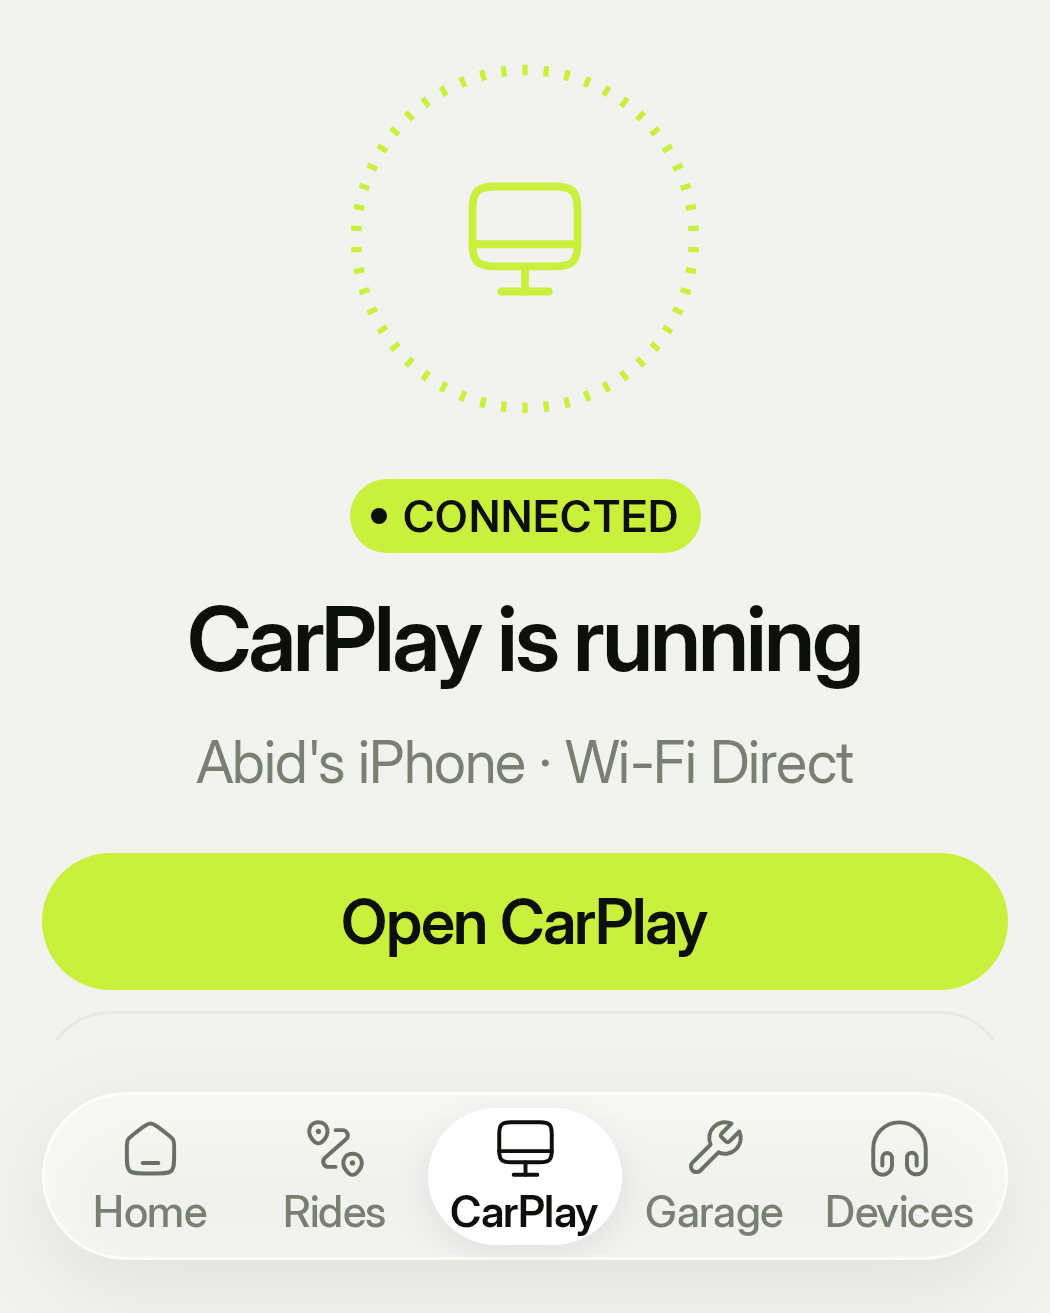 CONNECTED
CarPlay is running
Abid's iPhone · Wi-Fi Direct
Open CarPlay
Home Rides CarPlay Garage Devices